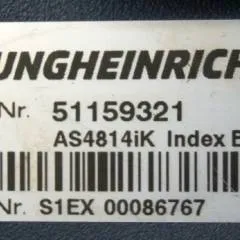 UNGHEINRICH
Nr. 51159321
AS4814iK Index B
Nr. S1EX 00086767